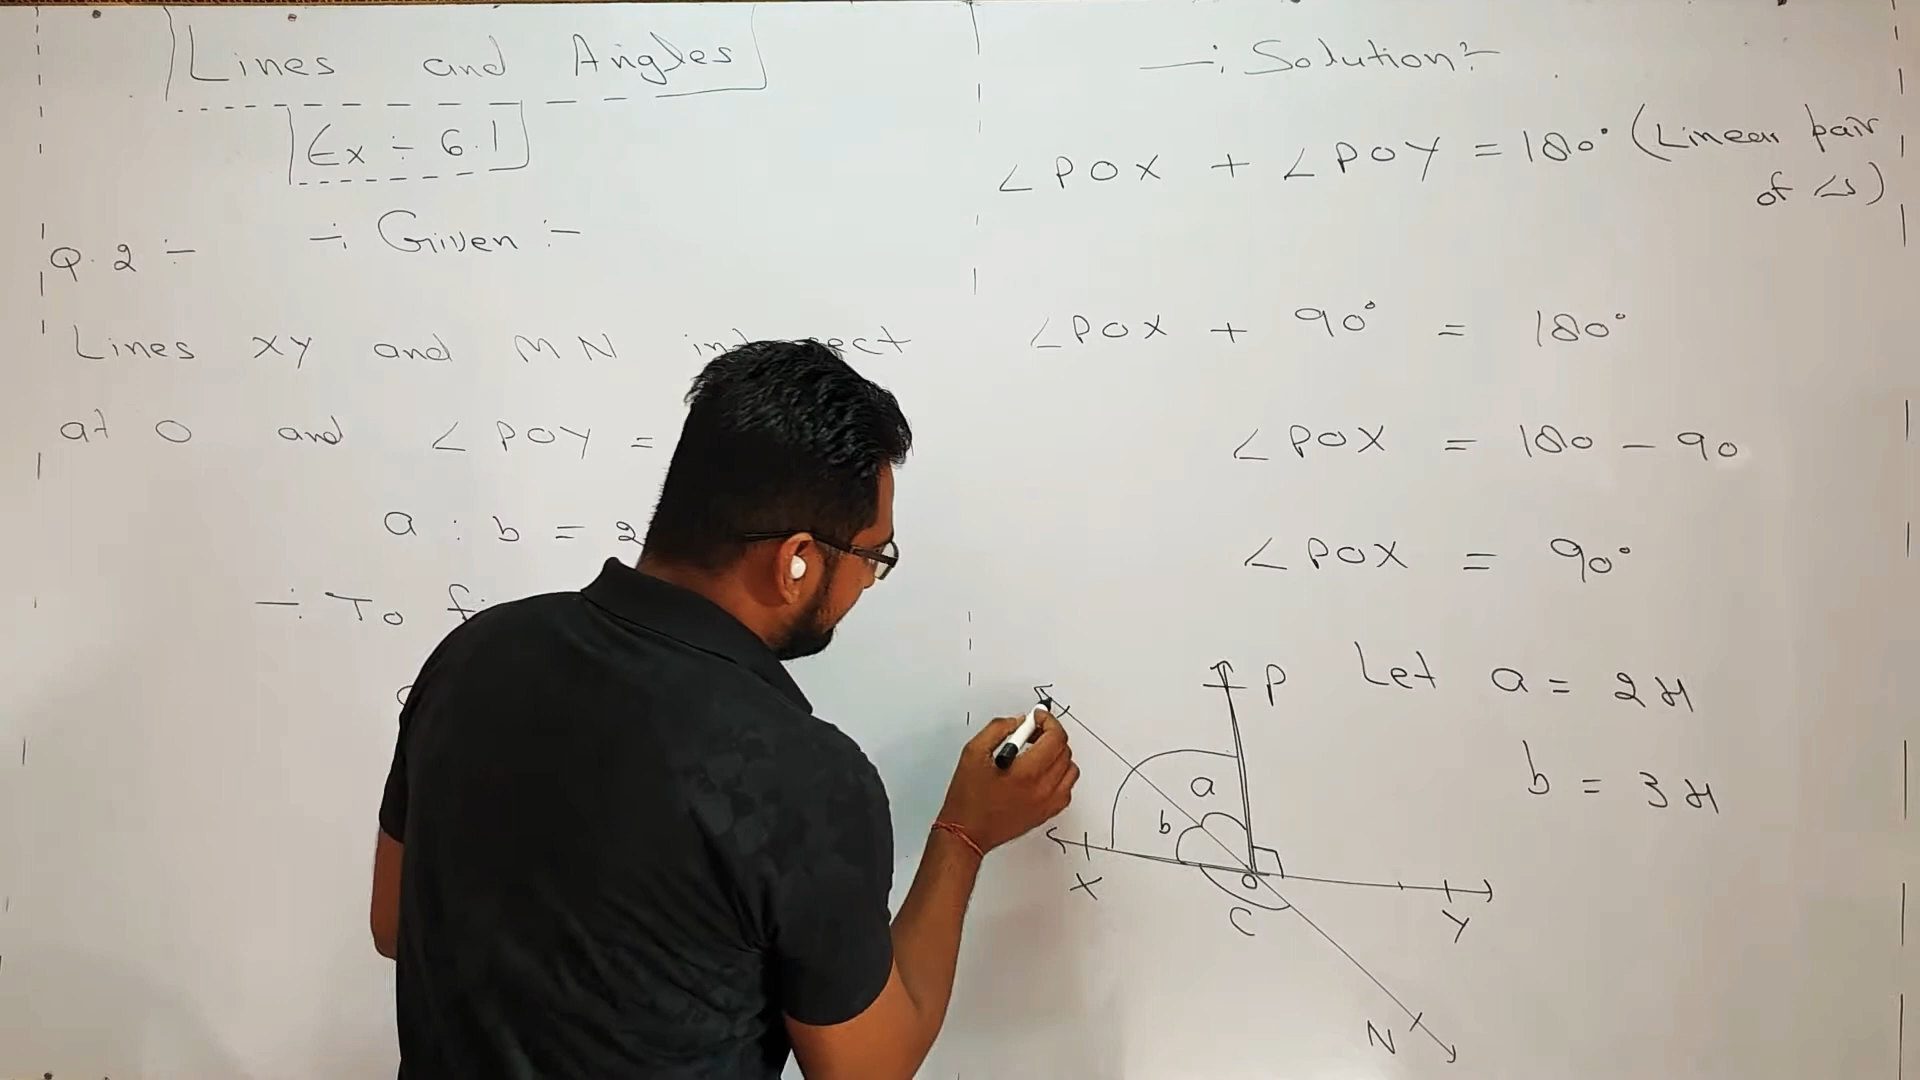 Lines and Angles
Ex ÷ 6.1
Q. 2 :-
-: Given :-
Lines XY and MN
at O and ∠ POY =
a : b = 2
-: To
-: Solution :-
∠ POX + ∠ POY = 180° (Linear pair
of ∠s)
∠POX + 90° = 180°
∠ POX = 180 - 90
∠ POX = 90°
Let a = 2x
b = 3x
P
a
b
X
O
C
Y
N